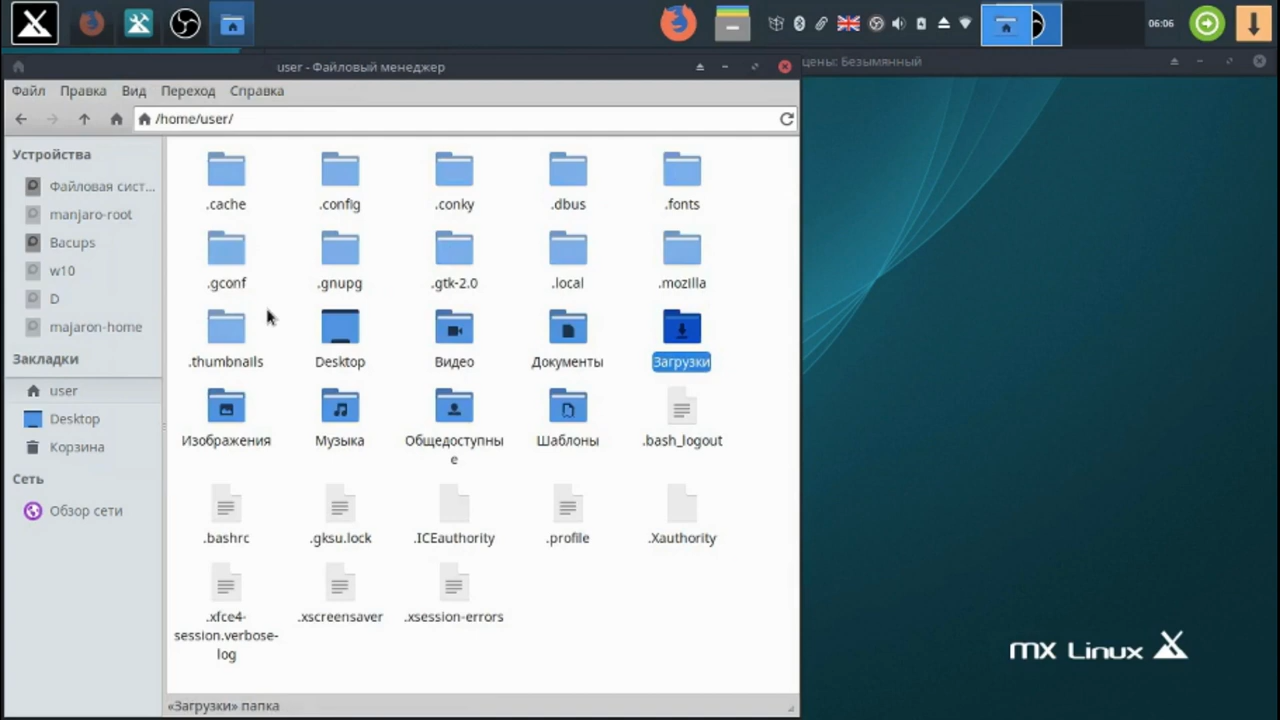 06:06
user - Файловый менеджер
цены: Безымянный
Файл Правка Вид Переход Справка
/home/user/
Устройства
Файловая сист...
manjaro-root
Bacups
w10
D
majaron-home
Закладки
user
Desktop
Корзина
Сеть
Обзор сети
.cache .config .conky .dbus .fonts
.gconf .gnupg .gtk-2.0 .local .mozilla
.thumbnails Desktop Видео Документы Загрузки
Изображения Музыка Общедоступны
е Шаблоны .bash_logout
.bashrc .gksu.lock .ICEauthority .profile .Xauthority
.xfce4-
session.verbose-
log .xscreensaver .xsession-errors
«Загрузки» папка
mx Linux